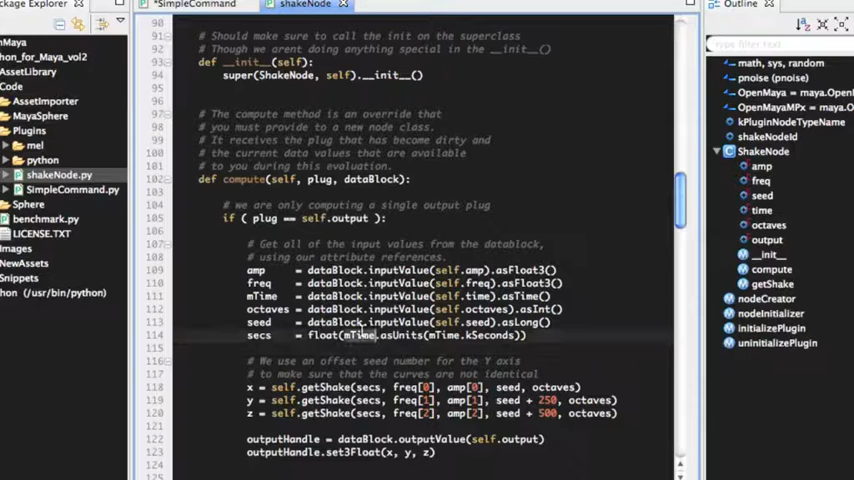 ckage Explorer
*SimpleCommand
shakeNode
Outline
type filter text
nMaya
hon_for_Maya_vol2
AssetLibrary
Code
AssetImporter
MayaSphere
Plugins
mel
python
shakeNode.py
SimpleCommand.py
Sphere
benchmark.py
LICENSE.TXT
Images
NewAssets
Snippets
hon (/usr/bin/python)
90
91 # Should make sure to call the init on the superclass
92 # Though we arent doing anything special in the __init__()
93 def __init__(self):
94 super(ShakeNode, self).__init__()
95
96
97 # The compute method is an override that
98 # you must provide to a new node class.
99 # It receives the plug that has become dirty and
100 # the current data values that are available
101 # to you during this evaluation.
102 def compute(self, plug, dataBlock):
103
104 # we are only computing a single output plug
105 if ( plug == self.output ):
106
107 # Get all of the input values from the datablock,
108 # using our attribute references.
109 amp = dataBlock.inputValue(self.amp).asFloat3()
110 freq = dataBlock.inputValue(self.freq).asFloat3()
111 mTime = dataBlock.inputValue(self.time).asTime()
112 octaves = dataBlock.inputValue(self.octaves).asInt()
113 seed = dataBlock.inputValue(self.seed).asLong()
114 secs = float(mTime.asUnits(mTime.kSeconds))
116 # We use an offset seed number for the Y axis
117 # to make sure that the curves are not identical
118 x = self.getShake(secs, freq[0], amp[0], seed, octaves)
119 y = self.getShake(secs, freq[1], amp[1], seed + 250, octaves)
120 z = self.getShake(secs, freq[2], amp[2], seed + 500, octaves)
122 outputHandle = dataBlock.outputValue(self.output)
123 outputHandle.set3Float(x, y, z)
124
math, sys, random
pnoise (pnoise)
OpenMaya = maya.O
OpenMayaMPx = maya.
kPluginNodeTypeName
shakeNodeId
ShakeNode
amp
freq
seed
time
octaves
output
__init__
compute
getShake
nodeCreator
nodeInitializer
initializePlugin
uninitializePlugin